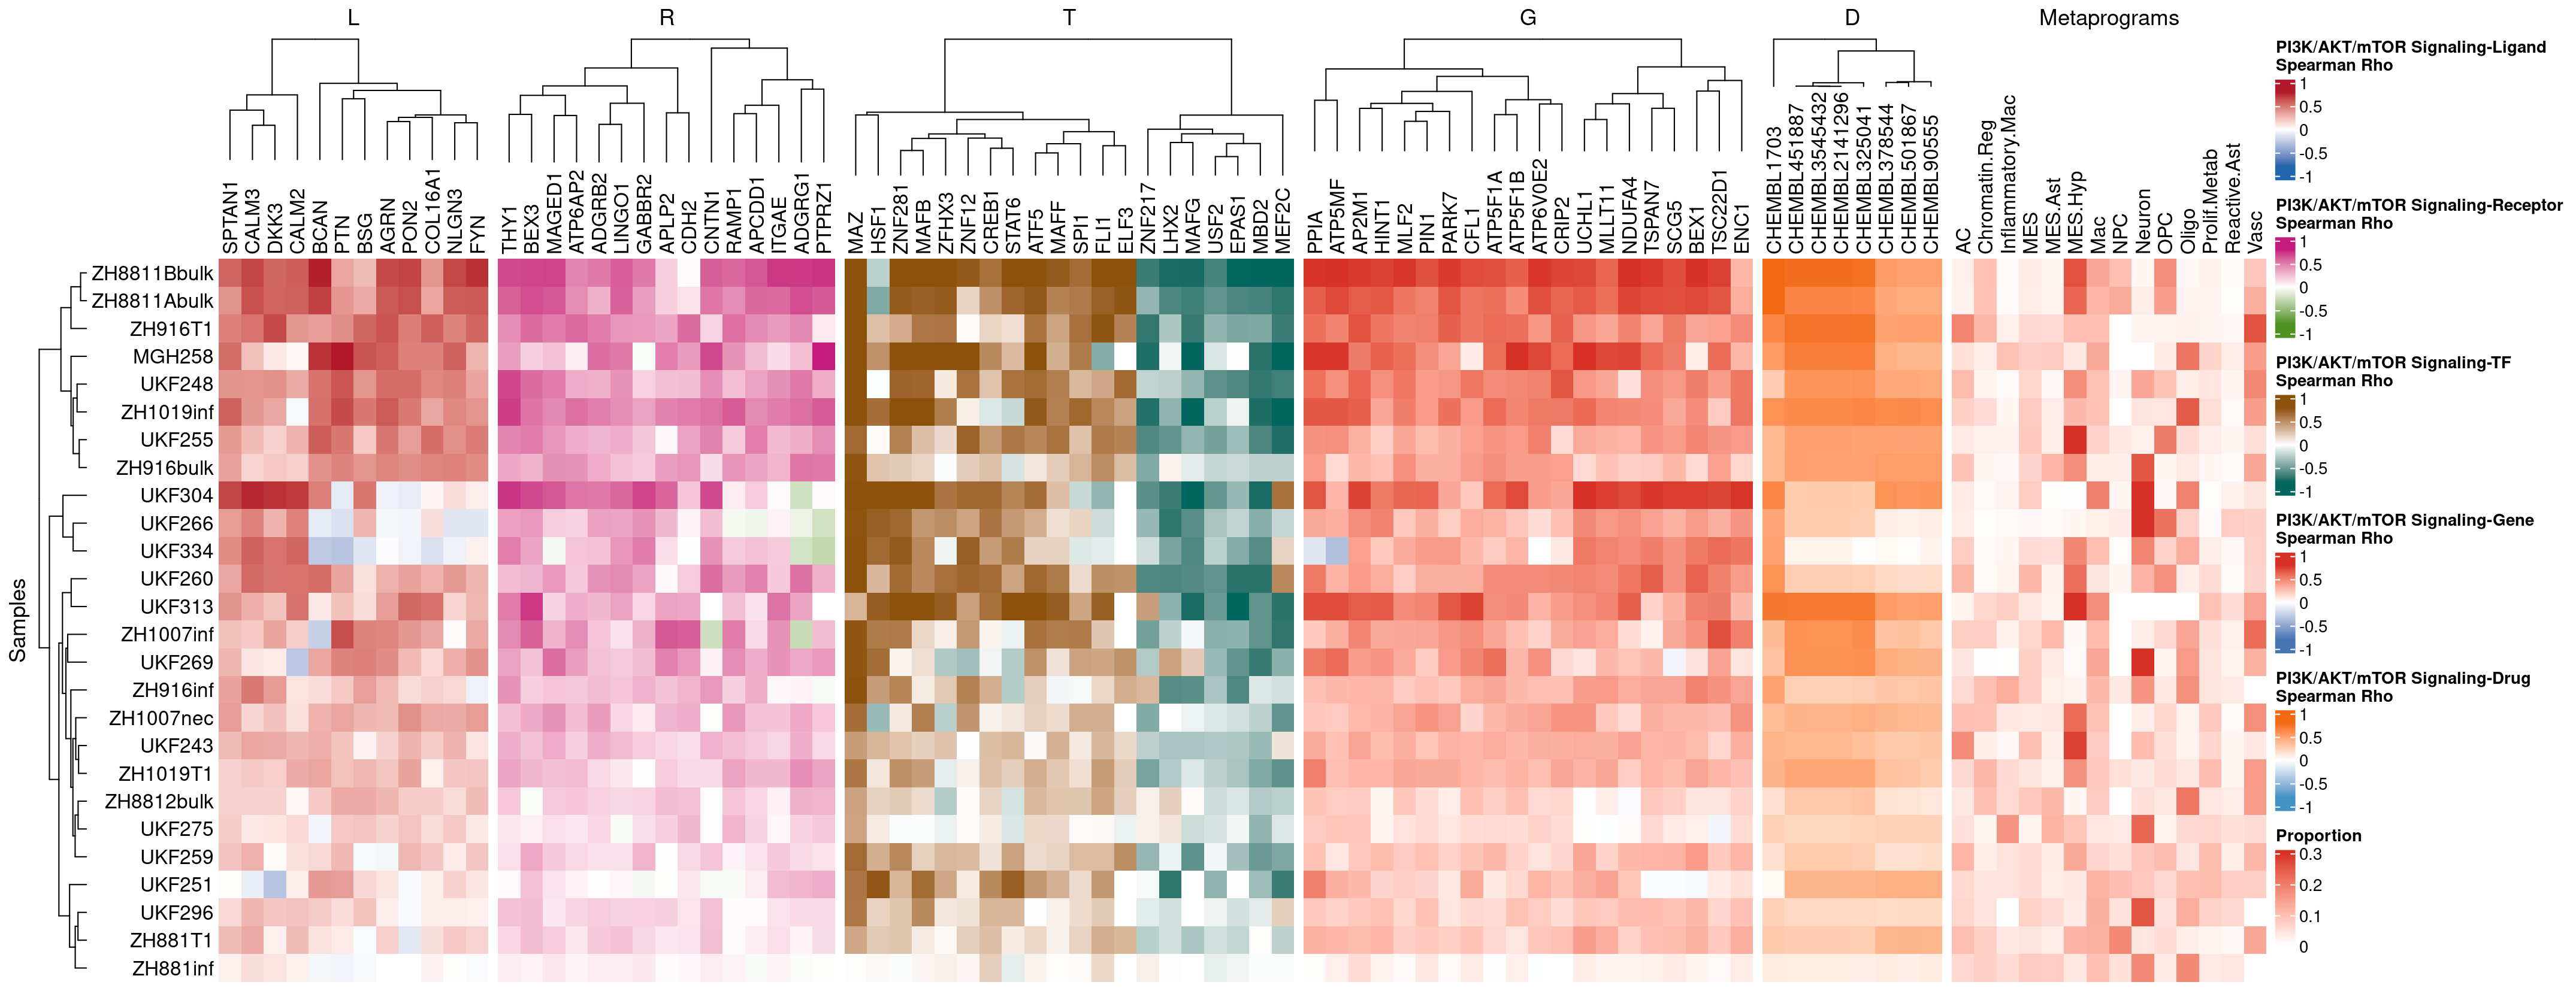 L R T G D Metaprograms
SPTAN1 CALM3 DKK3 CALM2 BCAN PTN BSG AGRN PON2 COL16A1 NLGN3 FYN
THY1 BEX3 MAGED1 ATP6AP2 ADGRB2 LINGO1 GABBR2 APLP2 CDH2 CNTN1 RAMP1 APCDD1 ITGAE ADGRG1 PTPRZ1
MAZ HSF1 ZNF281 MAFB ZFHX3 ZNF12 CREB1 STAT6 ATF5 MAFF SPI1 FLI1 ELF3 ZNF217 LHX2 MAFG USF2 EPAS1 MBD2 MEF2C
PPIA ATP5MF AP2M1 HINT1 MLF2 PIN1 PARK7 CFL1 ATP5F1A ATP5F1B ATP6V0E2 CRIP2 UCHL1 MLLT11 NDUFA4 TSPAN7 SCG5 BEX1 TSC22D1 ENC1
CHEMBL1703 CHEMBL451887 CHEMBL3545432 CHEMBL2141296 CHEMBL325041 CHEMBL378544 CHEMBL501867 CHEMBL90555
AC Chromatin.Reg Inflammatory.Mac MES MES.Ast MES.Hyp Mac NPC Neuron OPC Oligo Prolif.Metab Reactive.Ast Vasc
Samples
ZH8811Bbulk
ZH8811Abulk
ZH916T1
MGH258
UKF248
ZH1019inf
UKF255
ZH916bulk
UKF304
UKF266
UKF334
UKF260
UKF313
ZH1007inf
UKF269
ZH916inf
ZH1007nec
UKF243
ZH1019T1
ZH8812bulk
UKF275
UKF259
UKF251
UKF296
ZH881T1
ZH881inf
PI3K/AKT/mTOR Signaling-Ligand
Spearman Rho
1
0.5
0
-0.5
-1
PI3K/AKT/mTOR Signaling-Receptor
Spearman Rho
1
0.5
0
-0.5
-1
PI3K/AKT/mTOR Signaling-TF
Spearman Rho
1
0.5
0
-0.5
-1
PI3K/AKT/mTOR Signaling-Gene
Spearman Rho
1
0.5
0
-0.5
-1
PI3K/AKT/mTOR Signaling-Drug
Spearman Rho
1
0.5
0
-0.5
-1
Proportion
0.3
0.2
0.1
0